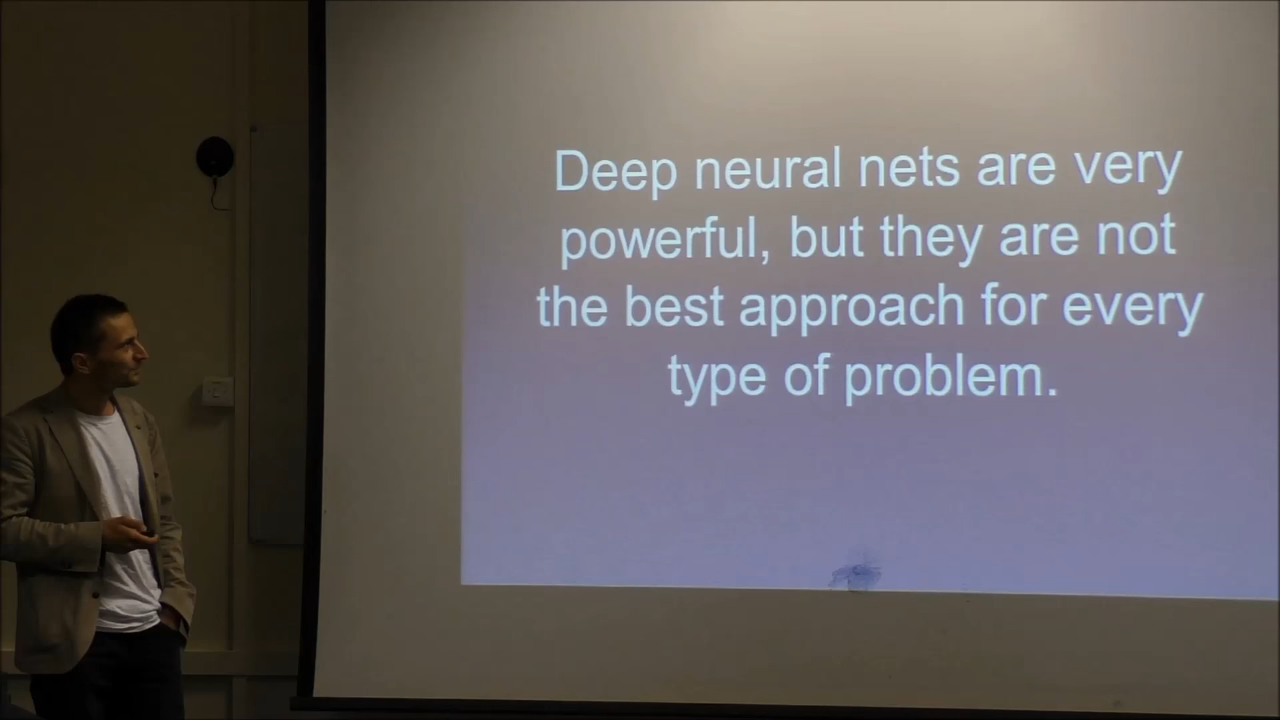 Deep neural nets are very
powerful, but they are not
the best approach for every
type of problem.